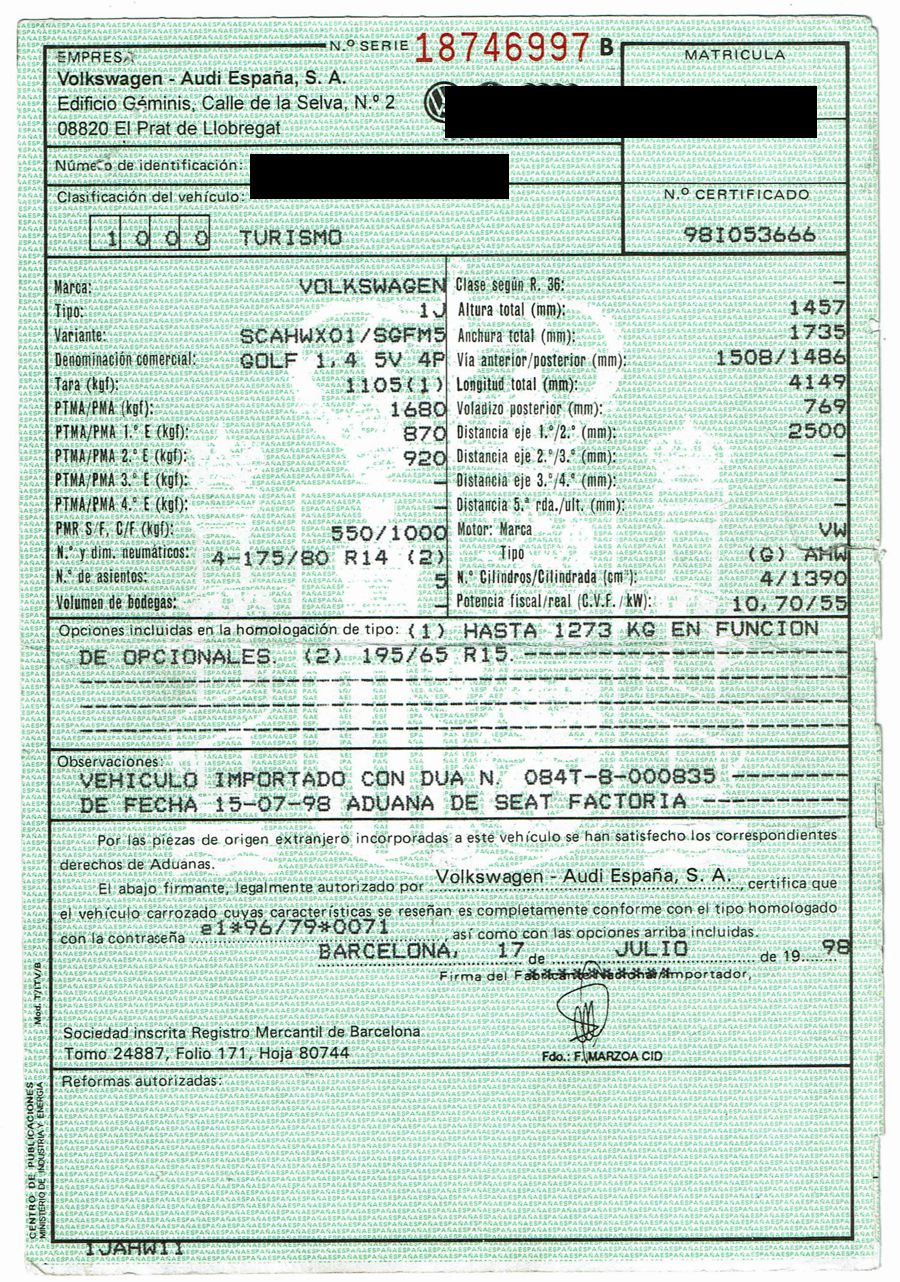 N.º SERIE 18746997 B
EMPRESA
Volkswagen - Audi España, S. A.
Edificio Géminis, Calle de la Selva, N.º 2
08820 El Prat de Llobregat
MATRICULA
Número de identificación:
Clasificación del vehículo:
1 0 0 0 TURISMO
N.º CERTIFICADO
98I053666
Marca: VOLKSWAGEN
Tipo: 1J
Variante: SCAHWX01/SGFM5
Denominación comercial: GOLF 1,4 5V 4P
Tara (kgf): 1105(1)
PTMA/PMA (kgf): 1680
PTMA/PMA 1.º E (kgf): 870
PTMA/PMA 2.º E (kgf): 920
PTMA/PMA 3.º E (kgf): –
PTMA/PMA 4.º E (kgf): –
PMR S/F, C/F (kgf): 550/1000
N.º y dim. neumáticos: 4-175/80 R14 (2)
N.º de asientos: 5
Volumen de bodegas: –
Clase según R. 36: –
Altura total (mm): 1457
Anchura total (mm): 1735
Vía anterior/posterior (mm): 1508/1486
Longitud total (mm): 4149
Voladizo posterior (mm): 769
Distancia eje 1.º/2.º (mm): 2500
Distancia eje 2.º/3.º (mm): –
Distancia eje 3.º/4.º (mm): –
Distancia 5.ª rda./ult. (mm): –
Motor: Marca VW
Tipo (G) AHW
N.º Cilindros/Cilindrada (cm³): 4/1390
Potencia fiscal/real (C.V.F./kW): 10,70/55
Opciones incluidas en la homologación de tipo: (1) HASTA 1273 KG EN FUNCION
DE OPCIONALES. (2) 195/65 R15.
Observaciones:
VEHICULO IMPORTADO CON DUA N. 084T-8-000835
DE FECHA 15-07-98 ADUANA DE SEAT FACTORIA
Por las piezas de origen extranjero incorporadas a este vehículo se han satisfecho los correspondientes
derechos de Aduanas.
El abajo firmante, legalmente autorizado por Volkswagen - Audi España, S. A., certifica que
el vehículo carrozado cuyas características se reseñan es completamente conforme con el tipo homologado
con la contraseña e1*96/79*0071 así como con las opciones arriba incluidas.
BARCELONA, 17 de JULIO de 19 98
Firma del Fabricante Nacional/Importador,
Sociedad inscrita Registro Mercantil de Barcelona
Tomo 24887, Folio 171, Hoja 80744
Fdo.: F. MARZOA CID
Reformas autorizadas:
Mod. T/ITV/B
CENTRO DE PUBLICACIONES
MINISTERIO DE INDUSTRIA Y ENERGIA
1JAHW11